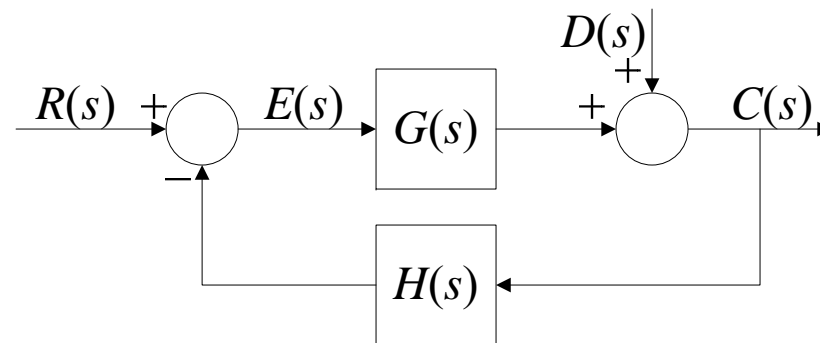 D(s)
+
R(s) + E(s) G(s) + C(s)
−
H(s)